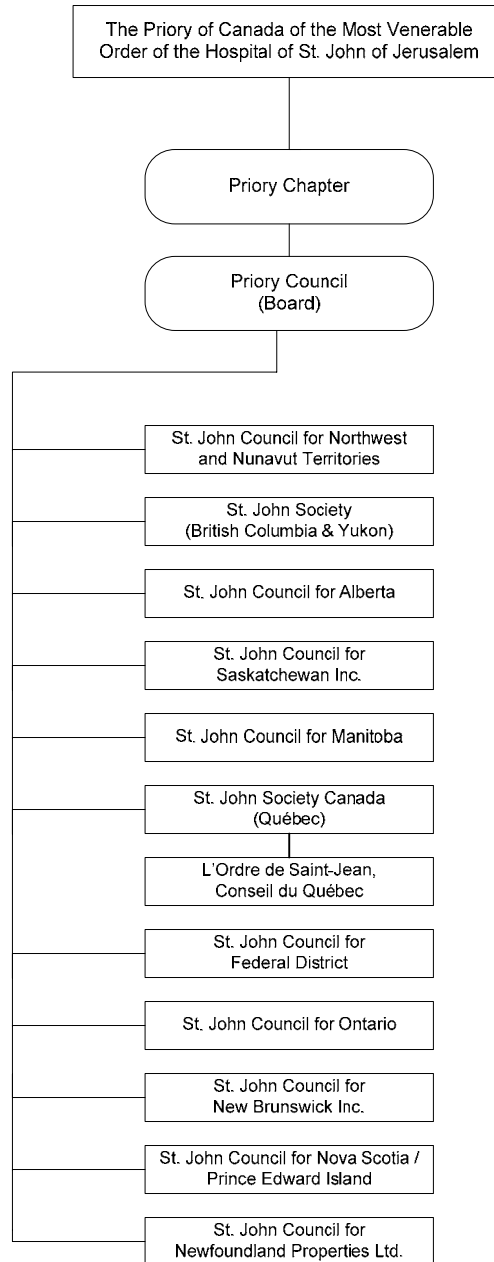 The Priory of Canada of the Most Venerable
Order of the Hospital of St. John of Jerusalem
Priory Chapter
Priory Council
(Board)
St. John Council for Northwest
and Nunavut Territories
St. John Society
(British Columbia & Yukon)
St. John Council for Alberta
St. John Council for
Saskatchewan Inc.
St. John Council for Manitoba
St. John Society Canada
(Québec)
L'Ordre de Saint-Jean,
Conseil du Québec
St. John Council for
Federal District
St. John Council for Ontario
St. John Council for
New Brunswick Inc.
St. John Council for Nova Scotia /
Prince Edward Island
St. John Council for
Newfoundland Properties Ltd.